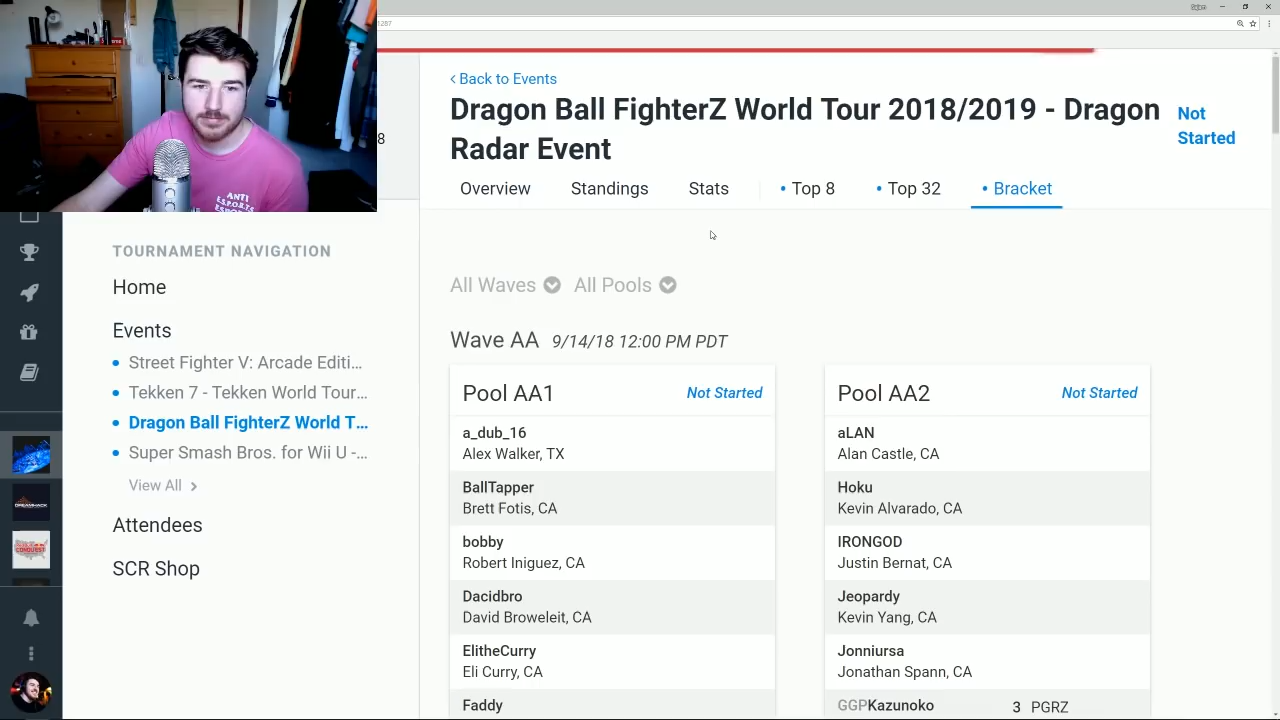 1287
8
‹ Back to Events
Dragon Ball FighterZ World Tour 2018/2019 - Dragon
Radar Event
Not
Started
Overview
Standings
Stats
• Top 8
• Top 32
• Bracket
TOURNAMENT NAVIGATION
Home
Events
• Street Fighter V: Arcade Editi...
• Tekken 7 - Tekken World Tour...
• Dragon Ball FighterZ World T...
• Super Smash Bros. for Wii U -...
View All
Attendees
SCR Shop
All Waves
All Pools
Wave AA 9/14/18 12:00 PM PDT
Pool AA1 Not Started
a_dub_16
Alex Walker, TX
BallTapper
Brett Fotis, CA
bobby
Robert Iniguez, CA
Dacidbro
David Broweleit, CA
ElitheCurry
Eli Curry, CA
Faddy
Pool AA2 Not Started
aLAN
Alan Castle, CA
Hoku
Kevin Alvarado, CA
IRONGOD
Justin Bernat, CA
Jeopardy
Kevin Yang, CA
Jonniursa
Jonathan Spann, CA
GGPKazunoko 3 PGRZ
ANTI
ESPORTS